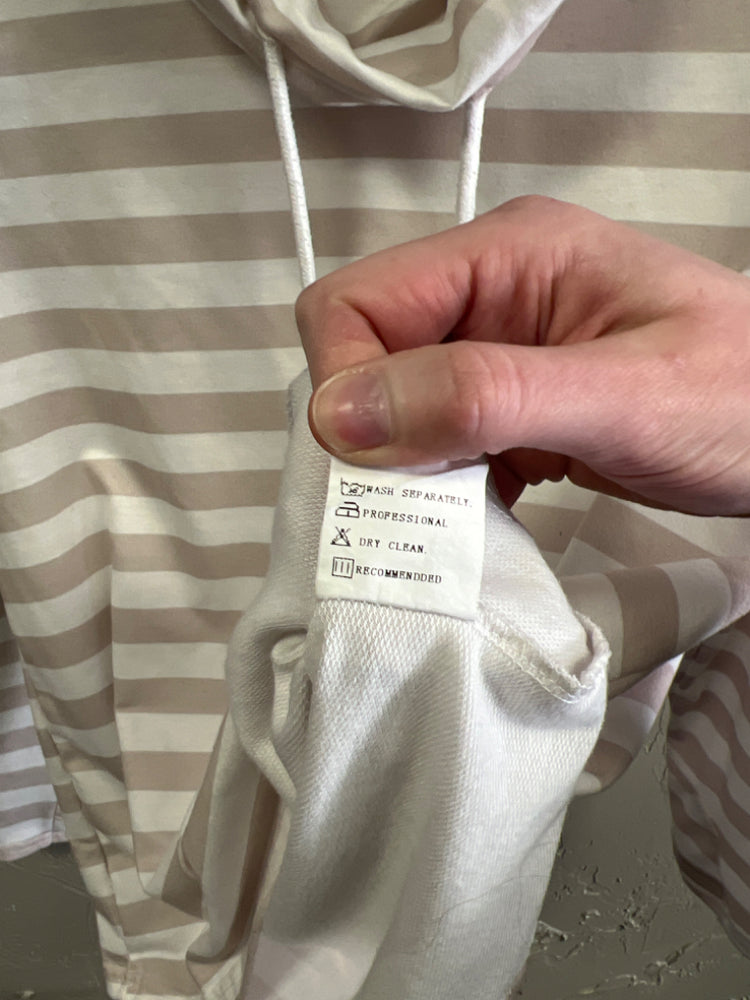 WASH SEPARATELY.
PROFESSIONAL
DRY CLEAN.
RECOMMENDDED